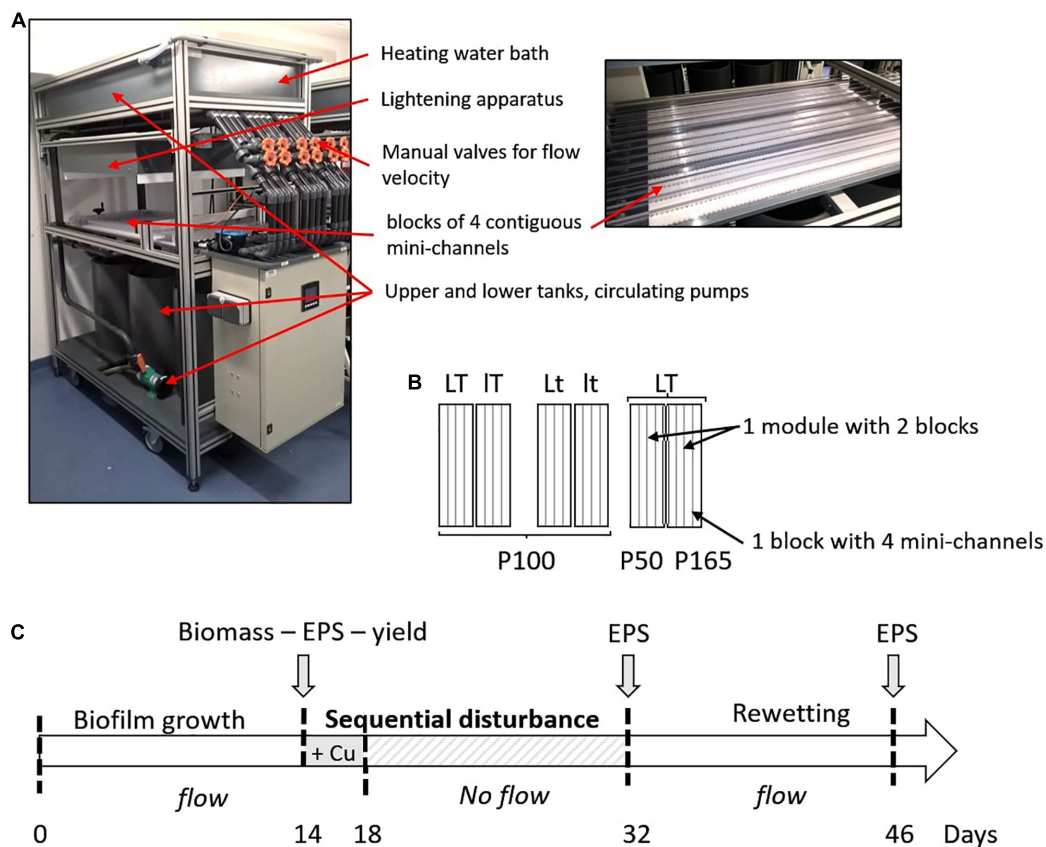 A
Heating water bath
Lightening apparatus
Manual valves for flow
velocity
blocks of 4 contiguous
mini-channels
Upper and lower tanks, circulating pumps
B
LT lT Lt lt LT
1 module with 2 blocks
1 block with 4 mini-channels
P100 P50 P165
C
Biomass – EPS – yield EPS EPS
Biofilm growth Sequential disturbance Rewetting
+ Cu
flow No flow flow
0 14 18 32 46 Days